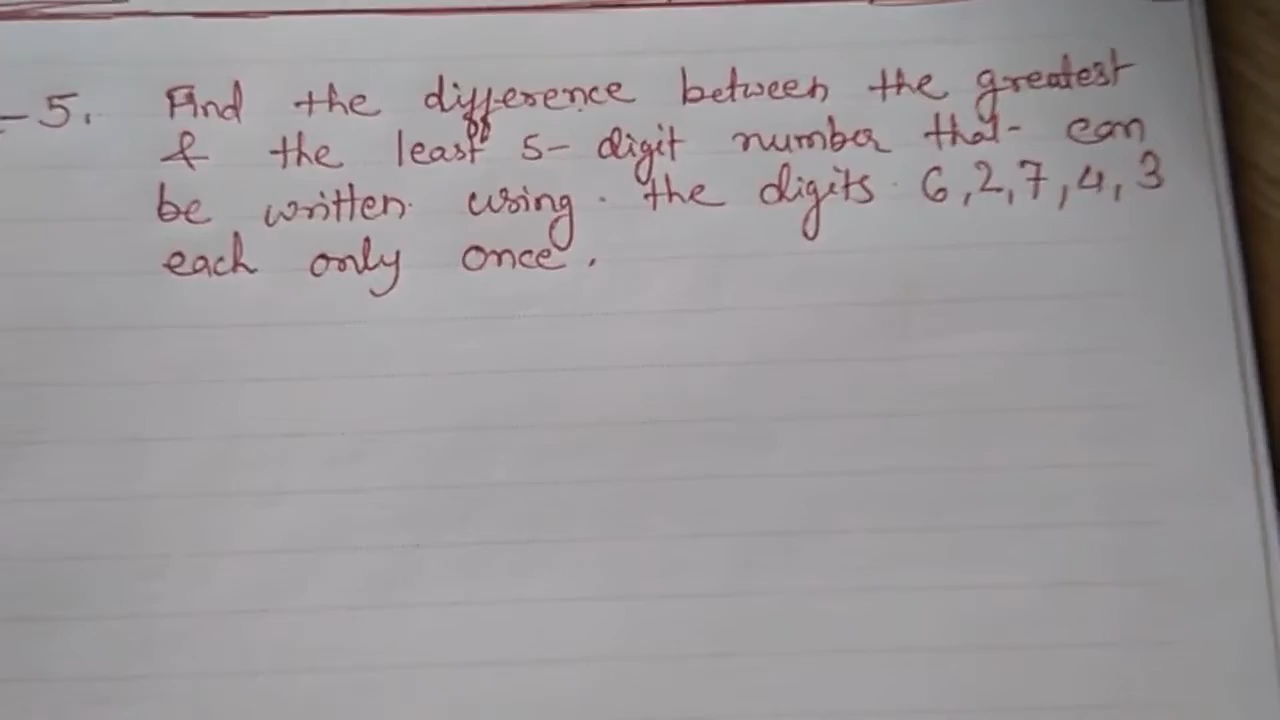 - 5. Find the difference between the greatest
& the least 5- digit number that can
be written using the digits 6,2,7,4,3
each only once.